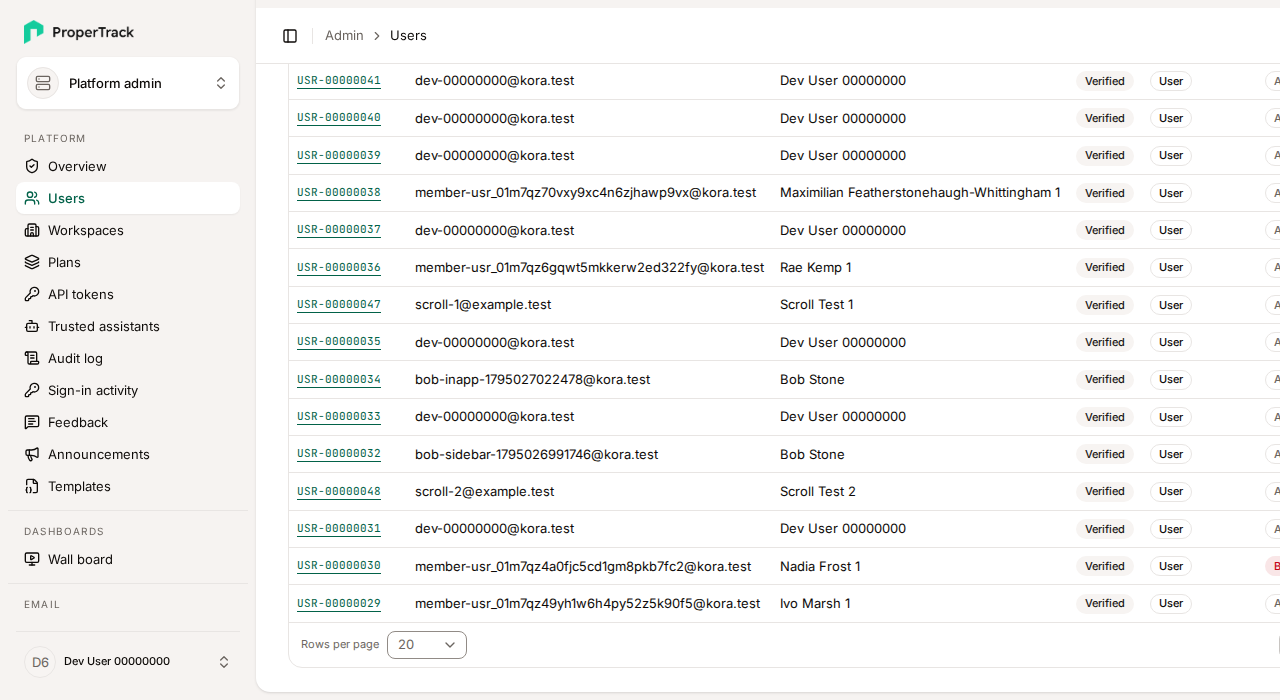 ProperTrack
Platform admin
PLATFORM
Overview
Users
Workspaces
Plans
API tokens
Trusted assistants
Audit log
Sign-in activity
Feedback
Announcements
Templates
DASHBOARDS
Wall board
EMAIL
D6 Dev User 00000000
Admin > Users
USR-00000041 dev-00000000@kora.test Dev User 00000000 Verified User A
USR-00000040 dev-00000000@kora.test Dev User 00000000 Verified User A
USR-00000039 dev-00000000@kora.test Dev User 00000000 Verified User A
USR-00000038 member-usr_01m7qz70vxy9xc4n6zjhawp9vx@kora.test Maximilian Featherstonehaugh-Whittingham 1 Verified User A
USR-00000037 dev-00000000@kora.test Dev User 00000000 Verified User A
USR-00000036 member-usr_01m7qz6gqwt5mkkerw2ed322fy@kora.test Rae Kemp 1 Verified User A
USR-00000047 scroll-1@example.test Scroll Test 1 Verified User A
USR-00000035 dev-00000000@kora.test Dev User 00000000 Verified User A
USR-00000034 bob-inapp-1795027022478@kora.test Bob Stone Verified User A
USR-00000033 dev-00000000@kora.test Dev User 00000000 Verified User A
USR-00000032 bob-sidebar-1795026991746@kora.test Bob Stone Verified User A
USR-00000048 scroll-2@example.test Scroll Test 2 Verified User A
USR-00000031 dev-00000000@kora.test Dev User 00000000 Verified User A
USR-00000030 member-usr_01m7qz4a0fjc5cd1gm8pkb7fc2@kora.test Nadia Frost 1 Verified User B
USR-00000029 member-usr_01m7qz49yh1w6h4py52z5k90f5@kora.test Ivo Marsh 1 Verified User A
Rows per page 20